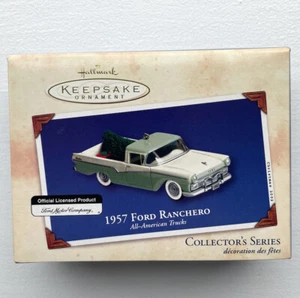 Hallmark
KEEPSAKE
ORNAMENT
Official Licensed Product
Ford Motor Company
1957 FORD RANCHERO
All-American Trucks
COLLECTOR'S SERIES
décoration des fêtes